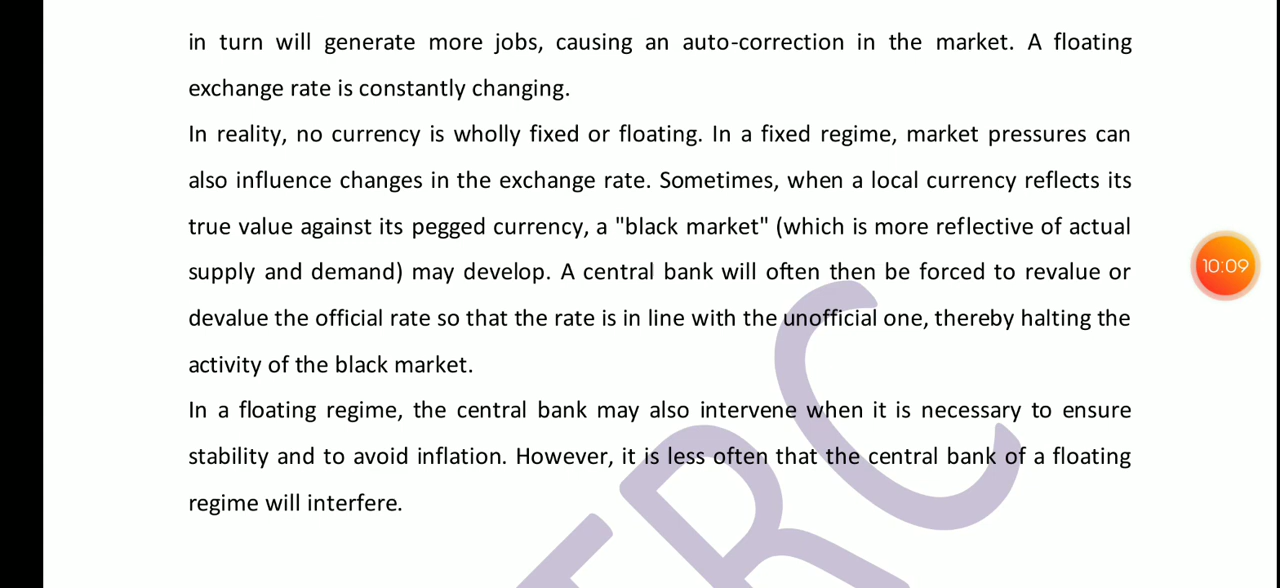 in turn will generate more jobs, causing an auto-correction in the market. A floating
exchange rate is constantly changing.
In reality, no currency is wholly fixed or floating. In a fixed regime, market pressures can
also influence changes in the exchange rate. Sometimes, when a local currency reflects its
true value against its pegged currency, a "black market" (which is more reflective of actual
supply and demand) may develop. A central bank will often then be forced to revalue or
devalue the official rate so that the rate is in line with the unofficial one, thereby halting the
activity of the black market.
In a floating regime, the central bank may also intervene when it is necessary to ensure
stability and to avoid inflation. However, it is less often that the central bank of a floating
regime will interfere.
10:09
TRC